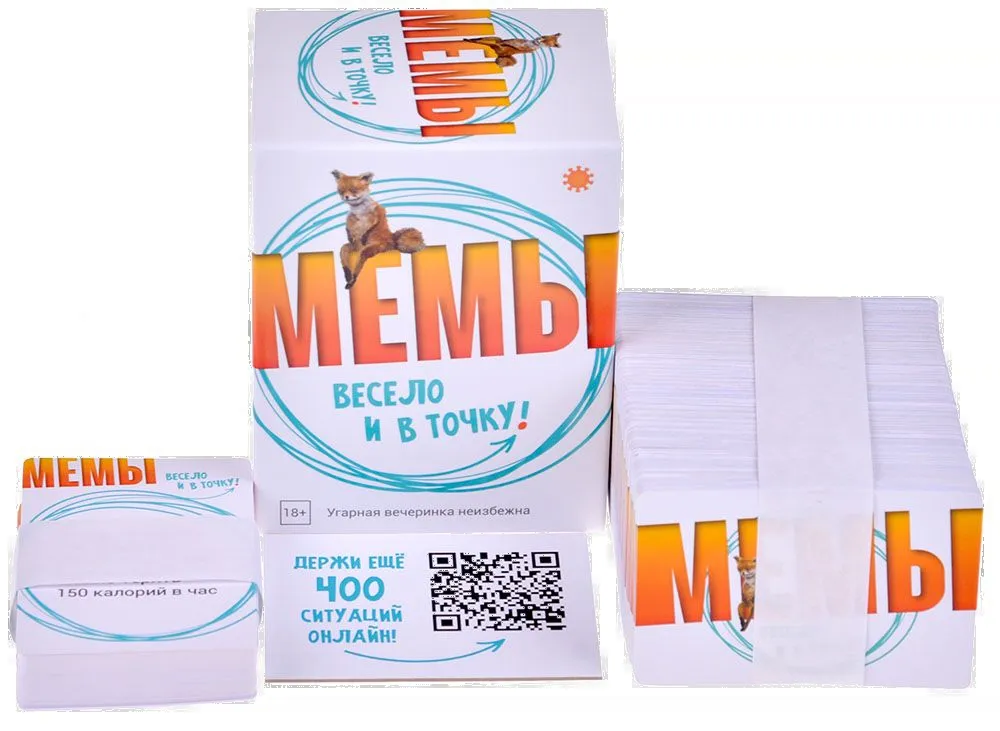 МЕМЫ
ВЕСЕЛО
И В ТОЧКУ!
МЕМЫ
ВЕСЕЛО
И В ТОЧКУ!
18+ Угарная вечеринка неизбежна
МЕМЫ ВЕСЕЛО
И В ТОЧКУ!
150 калорий в час
ДЕРЖИ ЕЩЁ
400
СИТУАЦИЙ
ОНЛАЙН!
МЕМЫ